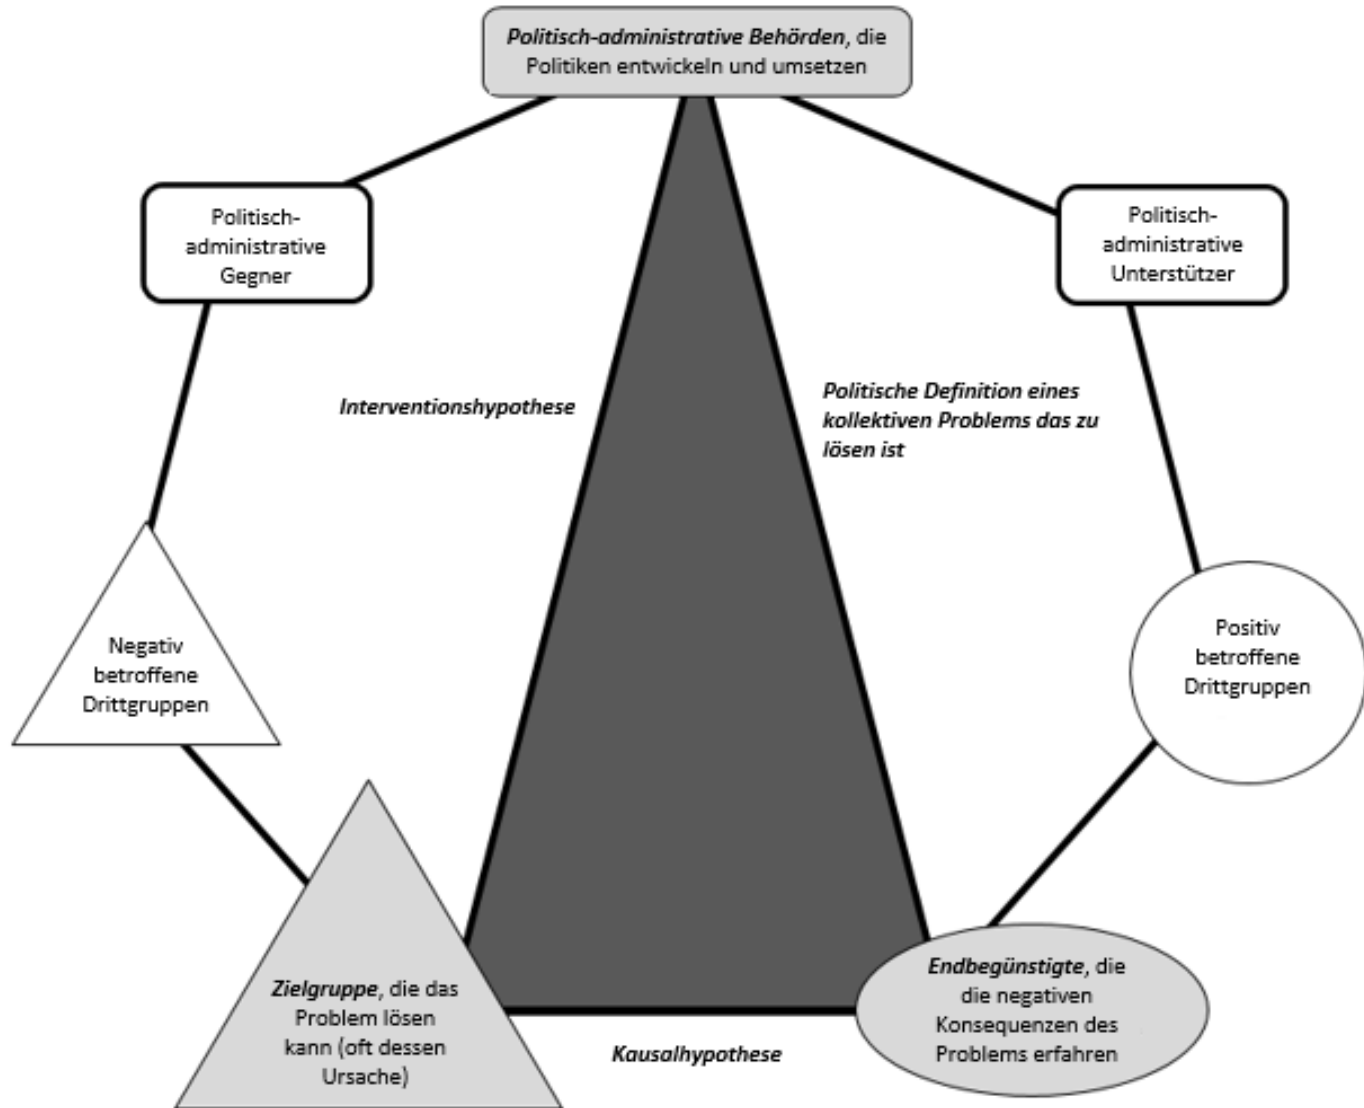 Politisch-administrative Behörden, die
Politiken entwickeln und umsetzen
Politisch-
administrative
Gegner
Politisch-
administrative
Unterstützer
Interventionshypothese
Politische Definition eines
kollektiven Problems das zu
lösen ist
Negativ
betroffene
Drittgruppen
Positiv
betroffene
Drittgruppen
Zielgruppe, die das
Problem lösen
kann (oft dessen
Ursache)
Kausalhypothese
Endbegünstigte, die
die negativen
Konsequenzen des
Problems erfahren